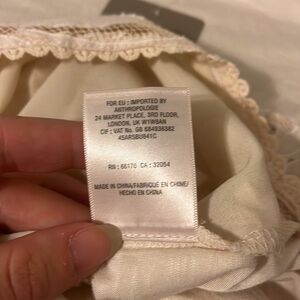 FOR EU : IMPORTED BY
ANTHROPOLOGIE
24 MARKET PLACE, 3RD FLOOR,
LONDON, UK W1W8AN
CIF : VAT No. GB 684936382
45ARSBU841C
RN : 66170 CA : 32054
MADE IN CHINA/FABRIQUÉ EN CHINE/
HECHO EN CHINA